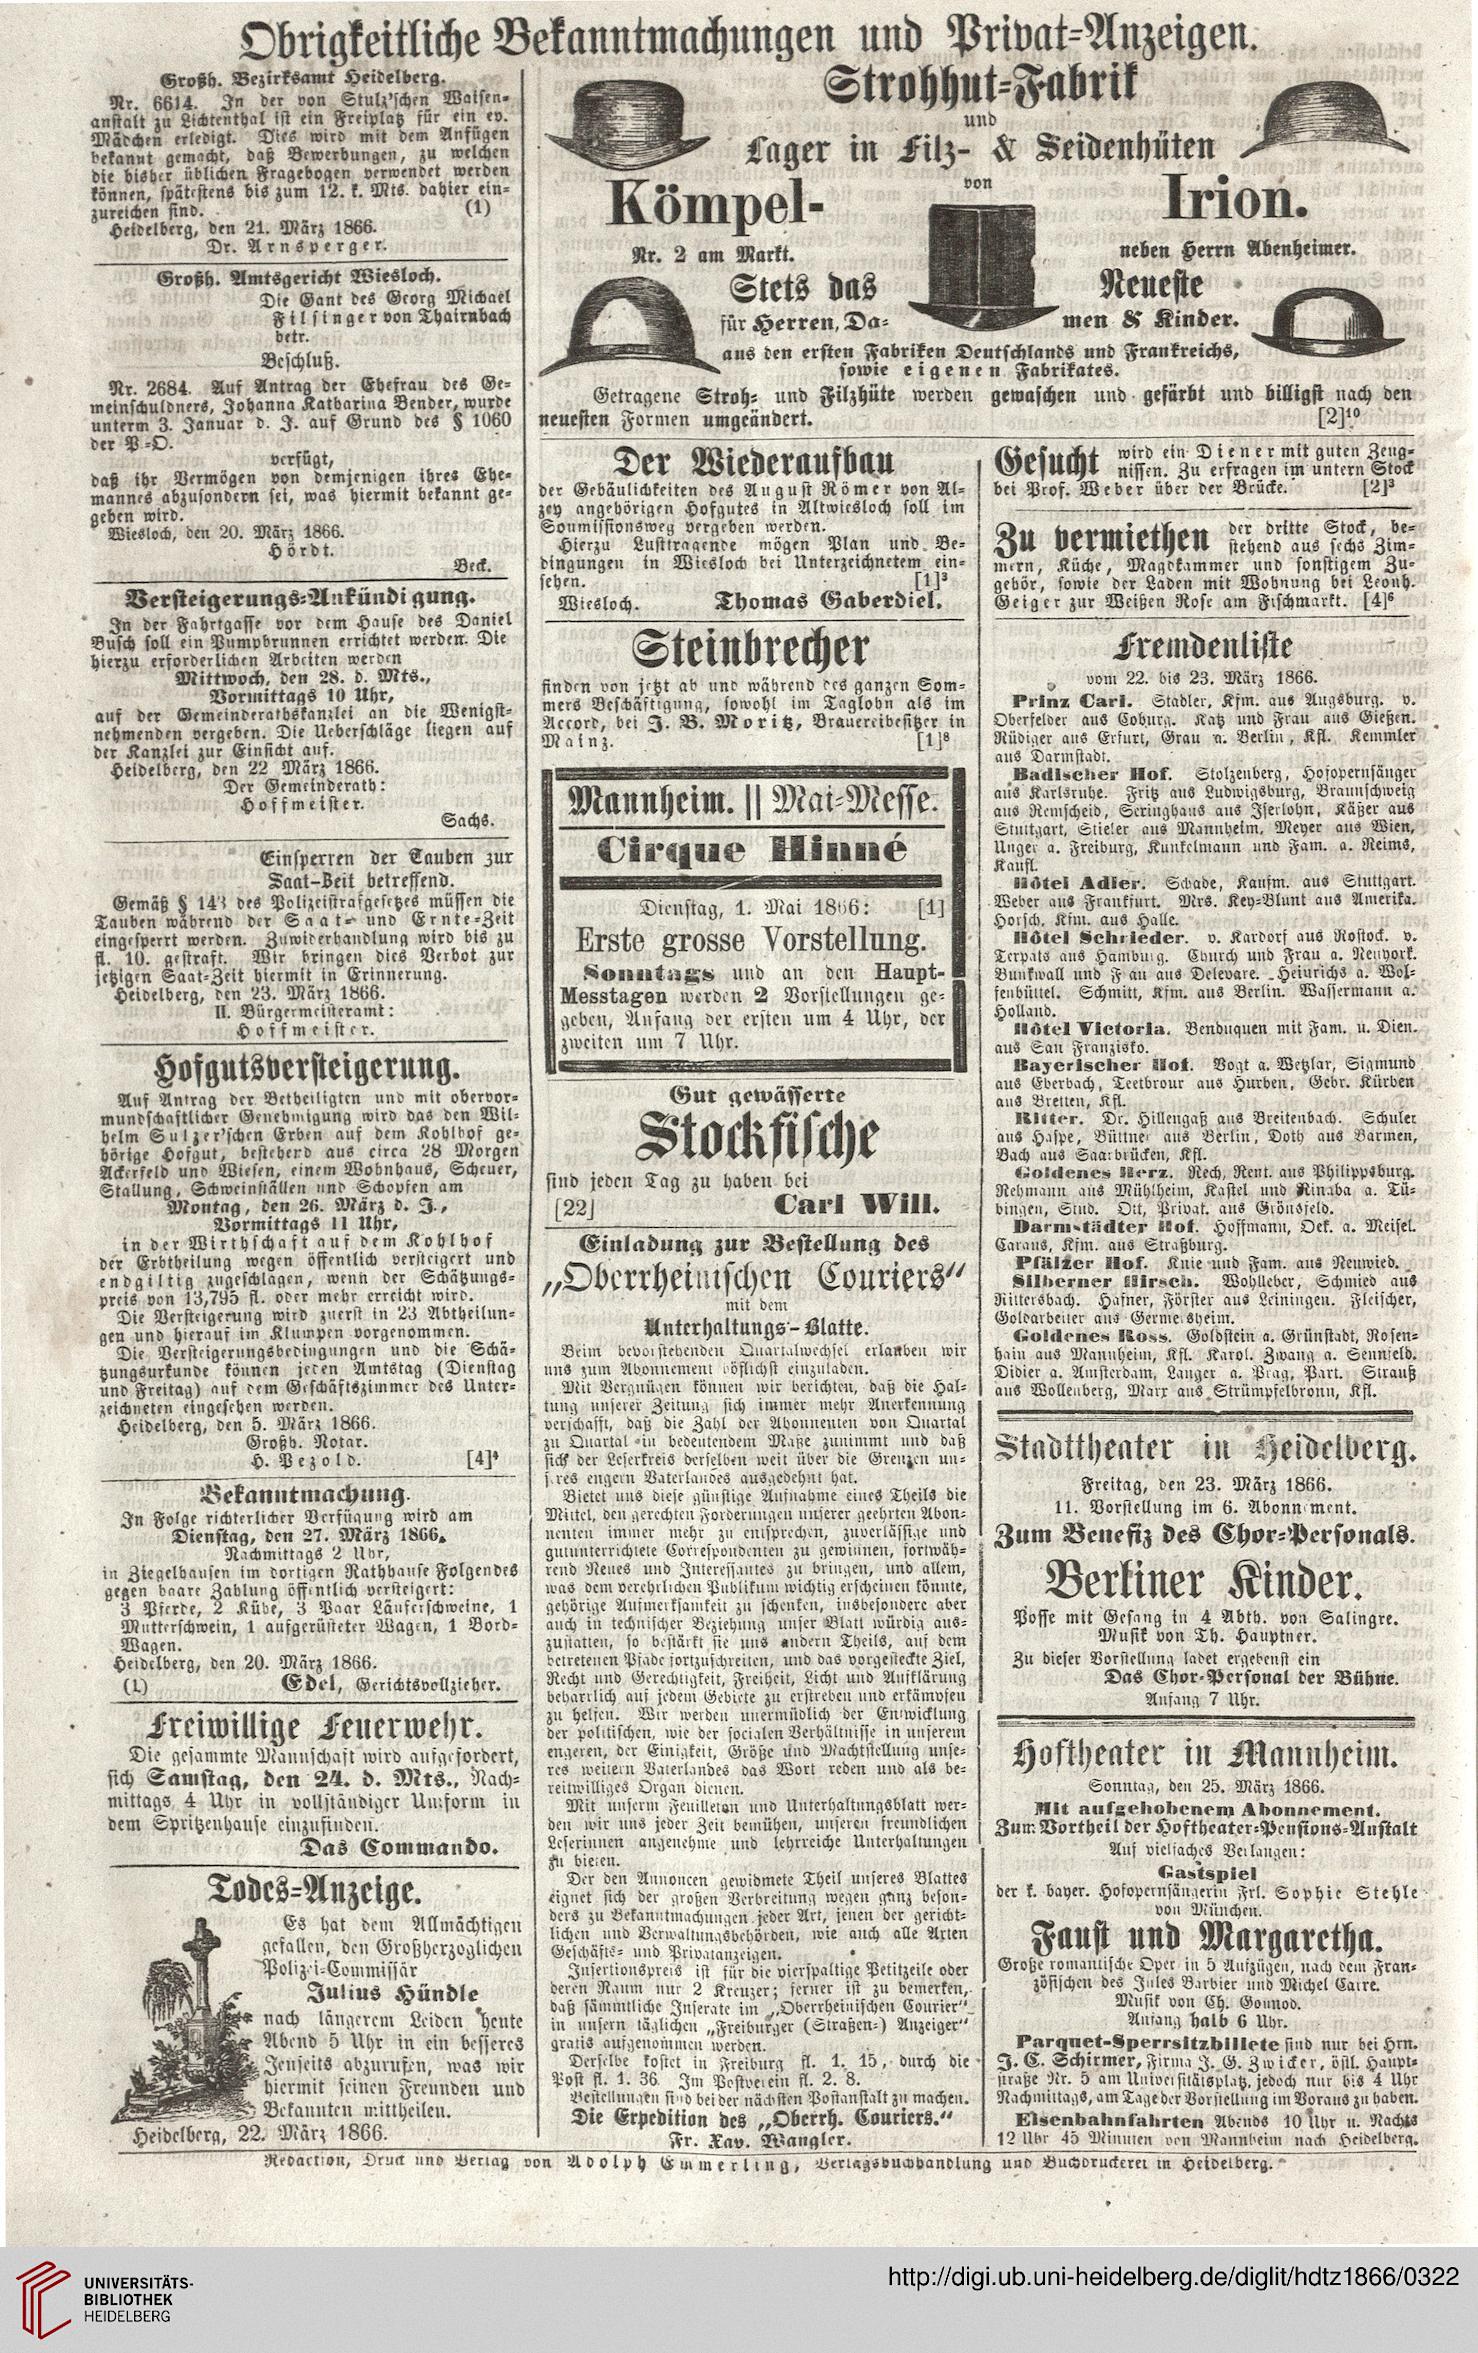 Obrigkeitliche Bekanntmachungen und Privat-Anzeigen.
Großh. Bezirksamt Heidelberg.
Nr. 6614. In der von Stulz'schen Waisen-
anstalt zu Lichtenthal ist ein Freiplatz für ein ev.
Mädchen erledigt. Dies wird mit dem Anfügen
bekannt gemacht, daß Bewerbungen, zu welchen
die bisher üblichen Fragebogen verwendet werden
können, spätestens bis zum 12. k. Mts. dahier ein-
zureichen sind. (1)
Heidelberg, den 21. März 1866.
Dr. Arnsperger.
Großh. Amtsgericht Wiesloch.
Die Gant des Georg Michael
Filsinger von Thairnbach
betr.
Beschluß.
Nr. 2684. Auf Antrag der Ehefrau des Ge-
meinschuldners, Johanna Katharina Bender, wurde
unterm 3. Januar d. J. auf Grund des § 1060
der P.-O.
verfügt,
daß ihr Vermögen von demjenigen ihres Ehe-
mannes abzusondern sei, was hiermit bekannt ge-
geben wird.
Wiesloch, den 20. März 1866.
Hördt.
Beck.
Versteigerungs-Ankündigung.
In der Fahrtgasse vor dem Hause des Daniel
Busch soll ein Pumpbrunnen errichtet werden. Die
hierzu erforderlichen Arbeiten werden
Mittwoch, den 28. d. Mts.,
Vormittags 10 Uhr,
auf der Gemeinderathskanzlei an die Wenigst-
nehmenden vergeben. Die Ueberschläge liegen auf
der Kanzlei zur Einsicht auf.
Heidelberg, den 22 März 1866.
Der Gemeinderath:
Hoffmeister.
Sachs.
Einsperren der Tauben zur
Saat-Zeit betreffend.
Gemäß § 143 des Polizeistrafgesetzes müssen die
Tauben während der Saat- und Ernte-Zeit
eingesperrt werden. Zuwiderhandlung wird bis zu
fl. 10. gestraft. Wir bringen dies Verbot zur
jetzigen Saat-Zeit hiermit in Erinnerung.
Heidelberg, den 23. März 1866.
II. Bürgermeisteramt:
Hoffmeister.
Hofgutsversteigerung.
Auf Antrag der Betheiligten und mit obervor-
mundschaftlicher Genehmigung wird das den Wil-
helm Sulzer'schen Erben auf dem Kohlhof ge-
hörige Hofgut, bestehend aus circa 28 Morgen
Ackerfeld und Wiesen, einem Wohnhaus, Scheuer,
Stallung, Schweinställen und Schopfen am
Montag, den 26. März d. J.,
Vormittags 11 Uhr,
in der Wirthschaft auf dem Kohlhof
der Erbtheilung wegen öffentlich versteigert und
endgiltig zugeschlagen, wenn der Schätzungs-
preis von 13,795 fl. oder mehr erreicht wird.
Die Versteigerung wird zuerst in 23 Abtheilun-
gen und hierauf im Klumpen vorgenommen.
Die Versteigerungsbedingungen und die Schä-
tzungsurkunde können jeden Amtstag (Dienstag
und Freitag) auf dem Geschäftszimmer des Unter-
zeichneten eingesehen werden.
Heidelberg, den 5. März 1866.
Großh. Notar.
H. Pezold. [4]⁴
Bekanntmachung.
In Folge richterlicher Verfügung wird am
Dienstag, den 27. März 1866,
Nachmittags 2 Uhr,
in Ziegelhausen im dortigen Rathhause Folgendes
gegen baare Zahlung öffentlich versteigert:
3 Pferde, 2 Kühe, 3 Paar Läuferschweine, 1
Mutterschwein, 1 aufgerüsteter Wagen, 1 Bord-
Wagen.
Heidelberg, den 20. März 1866.
(1) Edel, Gerichtsvollzieher.
Freiwillige Feuerwehr.
Die gesammte Mannschaft wird aufgefordert,
sich Samstag, den 24. d. Mts., Nach-
mittags 4 Uhr in vollständiger Uniform in
dem Spritzenhause einzufinden.
Das Commando.
Todes-Anzeige.
Es hat dem Allmächtigen
gefallen, den Großherzoglichen
Polizei-Commissär
Julius Hündle
nach längerem Leiden heute
Abend 5 Uhr in ein besseres
Jenseits abzurufen, was wir
hiermit seinen Freunden und
Bekannten mittheilen.
Heidelberg, 22. März 1866.
Strohhut-Fabrik
und
Lager in Filz- & Seidenhüten
von
Kömpel-Irion.
Nr. 2 am Markt. neben Herrn Abenheimer.
Stets das Neueste
für Herren, Damen & Kinder.
aus den ersten Fabriken Deutschlands und Frankreichs,
sowie eigenen Fabrikates.
Getragene Stroh- und Filzhüte werden gewaschen und gefärbt und billigst nach den
neuesten Formen umgeändert. [2]¹⁰
Der Wiederaufbau
der Gebäulichkeiten des August Römer von Al-
zey angehörigen Hofgutes in Altwiesloch soll im
Soumissionsweg vergeben werden.
Hierzu Lusttragende mögen Plan und Be-
dingungen in Wiesloch bei Unterzeichnetem ein-
sehen. [1]³
Wiesloch. Thomas Gaberdiel.
Steinbrecher
finden von jetzt ab und während des ganzen Som-
mers Beschäftigung, sowohl im Taglohn als im
Accord, bei J. B. Moritz, Brauereibesitzer in
Mainz. [1]⁸
Mannheim. || Mai-Messe.
Cirque Hinné
Dienstag, 1. Mai 1866: [1]
Erste grosse Vorstellung.
Sonntags und an den Haupt-
Messtagen werden 2 Vorstellungen ge-
geben, Anfang der ersten um 4 Uhr, der
zweiten um 7 Uhr.
Gut gewässerte
Stockfische
sind jeden Tag zu haben bei
[22] Carl Will.
Einladung zur Bestellung des
„Oberrheinischen Couriers“
mit dem
Unterhaltungs-Blatte.
Beim bevorstehenden Quartalwechsel erlauben wir
uns zum Abonnement höflichst einzuladen.
Mit Vergnügen können wir berichten, daß die Hal-
tung unserer Zeitung sich immer mehr Anerkennung
verschafft, daß die Zahl der Abonnenten von Quartal
zu Quartal in bedeutendem Maße zunimmt und daß
sich der Leserkreis derselben weit über die Grenzen un-
seres engern Vaterlandes ausgedehnt hat.
Bietet uns diese günstige Aufnahme eines Theils die
Mittel, den gerechten Forderungen unserer geehrten Abon-
nenten immer mehr zu entsprechen, zuverlässige und
gutunterrichtete Correspondenten zu gewinnen, fortwäh-
rend Neues und Interessantes zu bringen, und allem,
was dem verehrlichen Publikum wichtig erscheinen könnte,
gehörige Aufmerksamkeit zu schenken, insbesondere aber
auch in technischer Beziehung unser Blatt würdig aus-
zustatten, so bestärkt sie uns andern Theils, auf dem
betretenen Pfade fortzuschreiten, und das vorgesteckte Ziel,
Recht und Gerechtigkeit, Freiheit, Licht und Aufklärung
beharrlich auf jedem Gebiete zu erstreben und erkämpfen
zu helfen. Wir werden unermüdlich der Entwicklung
der politischen, wie der socialen Verhältnisse in unserem
engeren, der Einigkeit, Größe und Machtstellung unse-
res weitern Vaterlandes das Wort reden und als be-
reitwilliges Organ dienen.
Mit unserm Feuilleton und Unterhaltungsblatt wer-
den wir uns jeder Zeit bemühen, unseren freundlichen
Leserinnen angenehme und lehrreiche Unterhaltungen
zu bieten.
Der den Annoncen gewidmete Theil unseres Blattes
eignet sich der großen Verbreitung wegen ganz beson-
ders zu Bekanntmachungen jeder Art, jenen der gericht-
lichen und Verwaltungsbehörden, wie auch alle Arten
Geschäfts- und Privatanzeigen.
Insertionspreis ist für die vierspaltige Petitzeile oder
deren Raum nur 2 Kreuzer; ferner ist zu bemerken,
daß sämmtliche Inserate im „Oberrheinischen Courier“
in unsern täglichen „Freiburger (Straßen-) Anzeiger“
gratis aufgenommen werden.
Derselbe kostet in Freiburg fl. 1. 15, durch die
Post fl. 1. 36. Im Postverein fl. 2. 8.
Bestellungen sind bei der nächsten Postanstalt zu machen.
Die Expedition des „Oberrh. Couriers.“
Fr. Xav. Wangler.
Gesucht wird ein Diener mit guten Zeug-
nissen. Zu erfragen im untern Stock
bei Prof. Weber über der Brücke. [2]³
Zu vermiethen der dritte Stock, be-
stehend aus sechs Zim-
mern, Küche, Magdkammer und sonstigem Zu-
gehör, sowie der Laden mit Wohnung bei Leonh.
Geiger zur Weißen Rose am Fischmarkt. [4]⁶
Fremdenliste
vom 22. bis 23. März 1866.
Prinz Carl. Stadler, Kfm. aus Augsburg. v.
Oberfelder aus Coburg. Katz und Frau aus Gießen.
Rüdiger aus Erfurt, Grau a. Berlin, Kfl. Kemmler
aus Darmstadt.
Badischer Hof. Stolzenberg, Hofopernsänger
aus Karlsruhe. Fritz aus Ludwigsburg, Braunschweig
aus Remscheid, Seringhaus aus Iserlohn, Käßer aus
Stuttgart, Stieler aus Mannheim, Meyer aus Wien,
Unger a. Freiburg, Kunkelmann und Fam. a. Reims,
Kaufl.
Hôtel Adler. Schade, Kaufm. aus Stuttgart.
Weber aus Frankfurt. Mrs. Key-Blunt aus Amerika.
Horsch, Kfm. aus Halle.
Hôtel Schrieder. v. Kardorf aus Rostock. v.
Terpats aus Hamburg. Church und Frau a. Neuyork.
Bunkwall und Frau aus Deleware. Heinrichs a. Wol-
fenbüttel. Schmitt, Kfm. aus Berlin. Wassermann a.
Holland.
Hôtel Victoria. Benduquen mit Fam. u. Dien.
aus San Franzisko.
Bayerischer Hof. Vogt a. Wetzlar, Sigmund
aus Eberbach, Teetbrour aus Hurben, Gebr. Kürben
aus Bretten, Kfl.
Ritter. Dr. Hillengaß aus Breitenbach. Schuler
aus Haspe, Büttner aus Berlin, Doth aus Barmen,
Bach aus Saarbrücken, Kfl.
Goldenes Herz. Rech, Rent. aus Philippsburg.
Rehmann aus Mühlheim, Kastel und Rinaba a. Tü-
bingen, Stud. Ott, Privat. aus Grönsfeld.
Darmstädter Hof. Hoffmann, Oek. a. Meisel.
Caraus, Kfm. aus Straßburg.
Pfälzer Hof. Knie und Fam. aus Neuwied.
Silberner Hirsch. Wohlleber, Schmied aus
Rittersbach. Hafner, Förster aus Leiningen. Fleischer,
Goldarbeiter aus Germersheim.
Goldenes Ross. Goldstein a. Grünstadt, Rosen-
hain aus Mannheim, Kfl. Karol. Zwang a. Sennfeld.
Didier a. Amsterdam, Langer a. Prag, Part. Strauß
aus Wollenberg, Marx aus Strümpfelbronn, Kfl.
Stadttheater in Heidelberg.
Freitag, den 23. März 1866.
11. Vorstellung im 6. Abonnement.
Zum Benefiz des Chor-Personals.
Berliner Kinder.
Posse mit Gesang in 4 Abth. von Salingre.
Musik von Th. Hauptner.
Zu dieser Vorstellung ladet ergebenst ein
Das Chor-Personal der Bühne.
Anfang 7 Uhr.
Hoftheater in Mannheim.
Sonntag, den 25. März 1866.
Mit aufgehobenem Abonnement.
Zum Vortheil der Hoftheater-Pensions-Anstalt
Auf vielfaches Verlangen:
Gastspiel
der k. bayer. Hofopernsängerin Frl. Sophie Stehle
von München.
Faust und Margaretha.
Große romantische Oper in 5 Aufzügen, nach dem Fran-
zösischen des Jules Barbier und Michel Carre.
Musik von Ch. Gounod.
Anfang halb 6 Uhr.
Parquet-Sperrsitzbillete sind nur bei Hrn.
J. C. Schirmer, Firma J. G. Zwicker, östl. Haupt-
straße Nr. 5 am Universitätsplatz, jedoch nur bis 4 Uhr
Nachmittags, am Tage der Vorstellung im Voraus zu haben.
Eisenbahnfahrten Abends 10 Uhr u. Nachts
12 Uhr 45 Minuten von Mannheim nach Heidelberg.
Redaction, Druck und Verlag von Adolph Emmerling, Verlagsbuchhandlung und Buchdruckerei in Heidelberg.
UNIVERSITÄTS-
BIBLIOTHEK
HEIDELBERG
http://digi.ub.uni-heidelberg.de/diglit/hdtz1866/0322